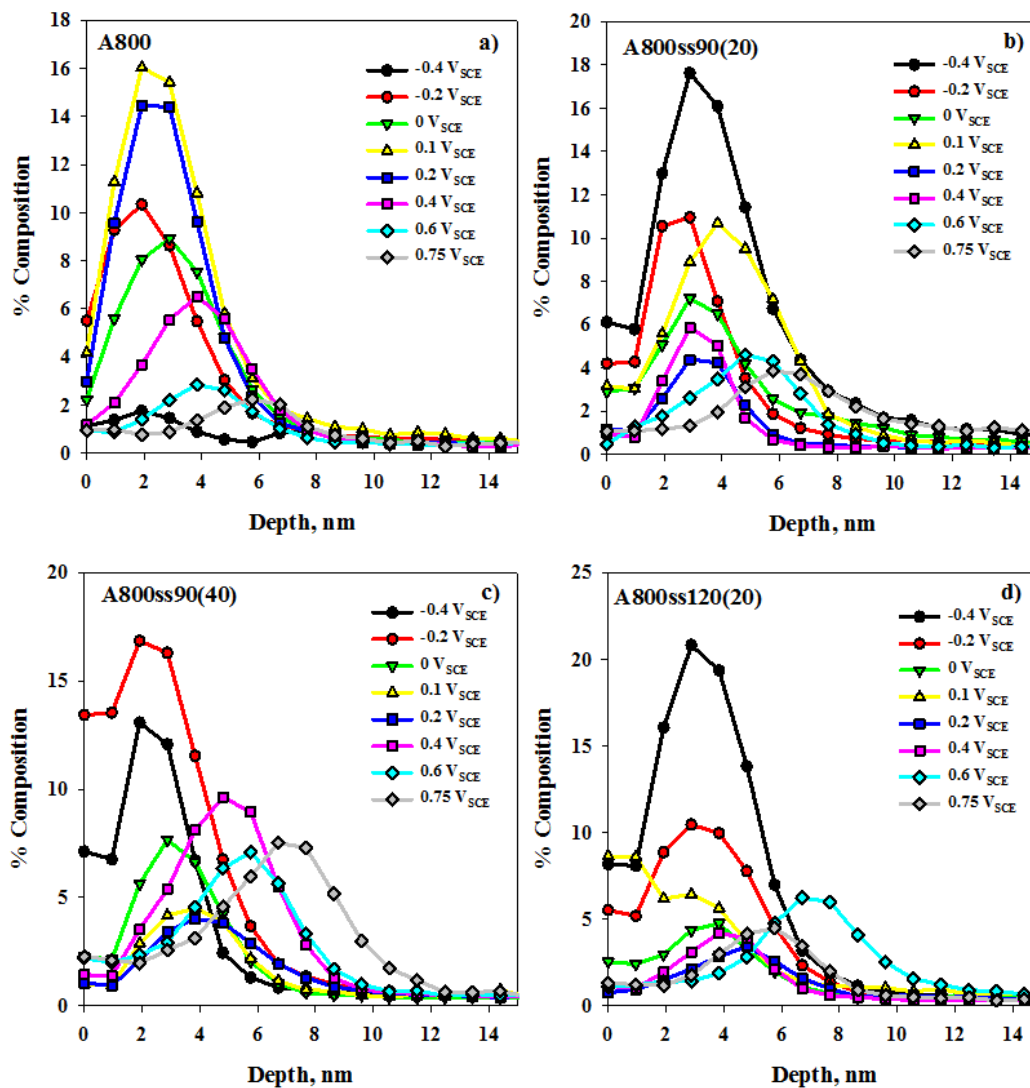 A800
a)
-0.4 VSCE
-0.2 VSCE
0 VSCE
0.1 VSCE
0.2 VSCE
0.4 VSCE
0.6 VSCE
0.75 VSCE
% Composition
18
16
14
12
10
8
6
4
2
0
0 2 4 6 8 10 12 14
Depth, nm
A800ss90(20)
b)
-0.4 VSCE
-0.2 VSCE
0 VSCE
0.1 VSCE
0.2 VSCE
0.4 VSCE
0.6 VSCE
0.75 VSCE
% Composition
20
18
16
14
12
10
8
6
4
2
0
0 2 4 6 8 10 12 14
Depth, nm
A800ss90(40)
c)
-0.4 VSCE
-0.2 VSCE
0 VSCE
0.1 VSCE
0.2 VSCE
0.4 VSCE
0.6 VSCE
0.75 VSCE
% Composition
20
15
10
5
0
0 2 4 6 8 10 12 14
Depth, nm
A800ss120(20)
d)
-0.4 VSCE
-0.2 VSCE
0 VSCE
0.1 VSCE
0.2 VSCE
0.4 VSCE
0.6 VSCE
0.75 VSCE
% Composition
25
20
15
10
5
0
0 2 4 6 8 10 12 14
Depth, nm